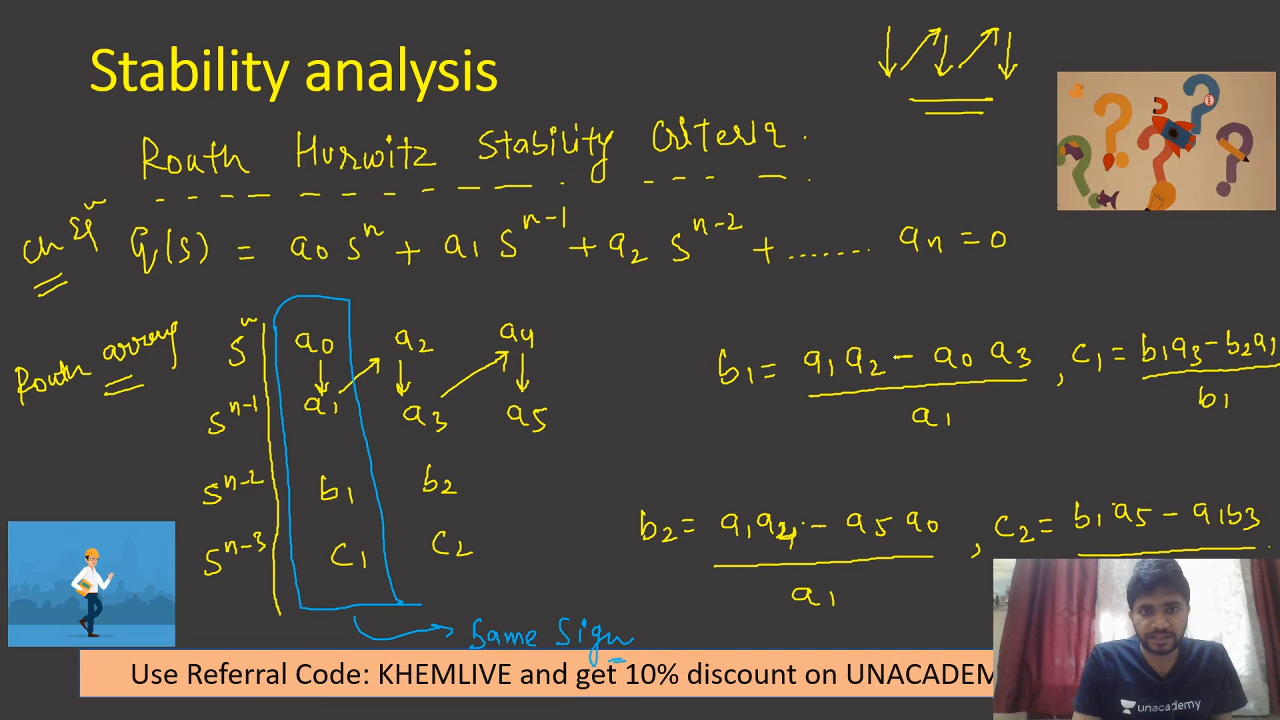 Stability analysis
Routh Hurwitz Stability Criteria.
ch eqⁿ q(s) = a0 sⁿ + a1 s^n-1 + a2 s^n-2 + ....... an = 0
Routh array
sⁿ a0 a2 a4
s^n-1 a1 a3 a5
s^n-2 b1 b2
s^n-3 c1 c2
b1 = a1 a2 - a0 a3 / a1 , c1 = b1 a3 - b2 a1 / b1
b2 = a1 a4 - a5 a0 / a1 , c2 = b1 a5 - a1 b3
Same Sign
Use Referral Code: KHEMLIVE and get 10% discount on UNACADEM
unacademy